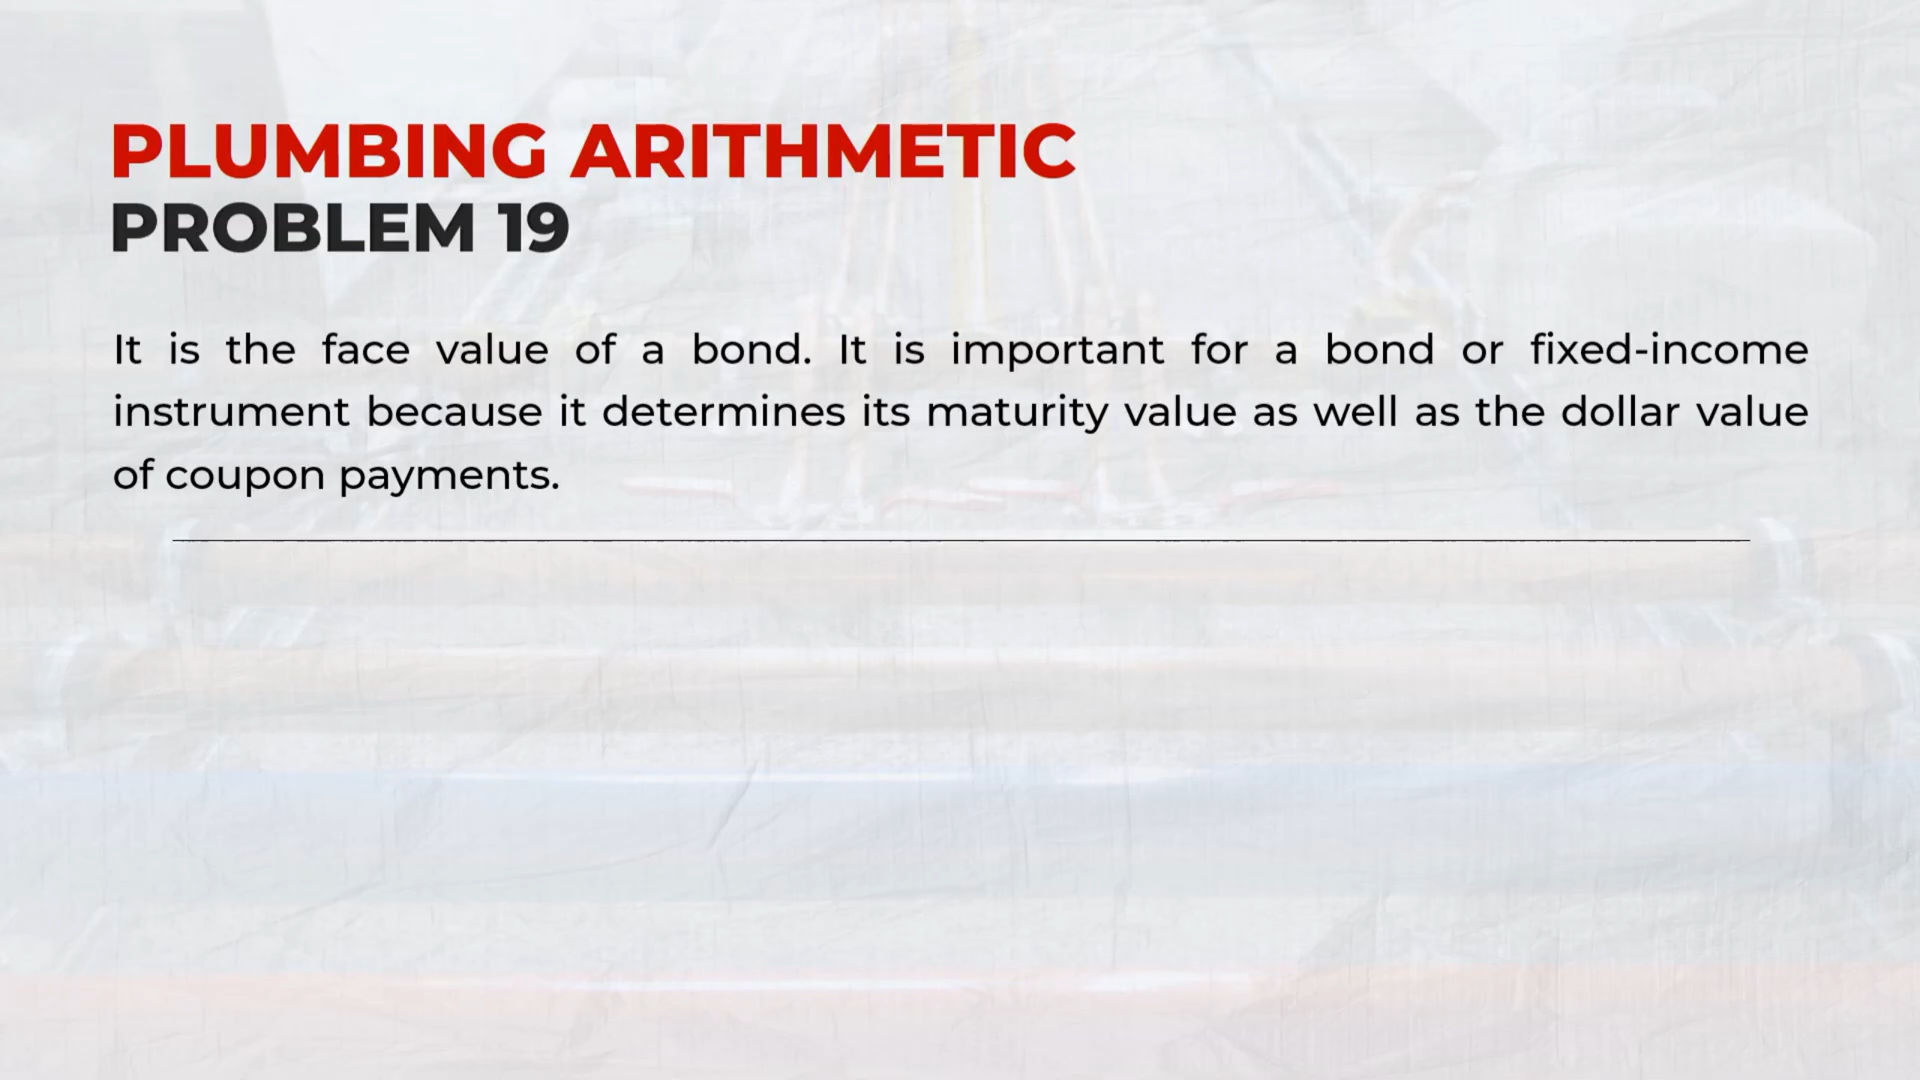 PLUMBING ARITHMETIC
PROBLEM 19
It is the face value of a bond. It is important for a bond or fixed-income
instrument because it determines its maturity value as well as the dollar value
of coupon payments.